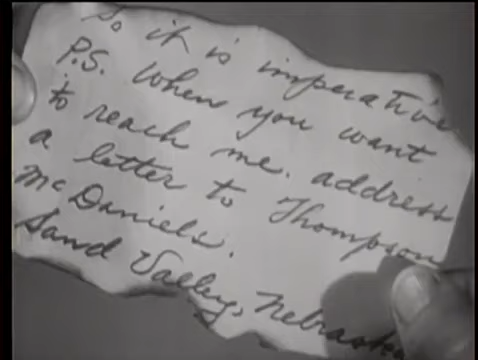 So it is imperative
P.S. When you want
to reach me. address
a letter to Thompson
McDaniels.
Sand Valley, Nebraska